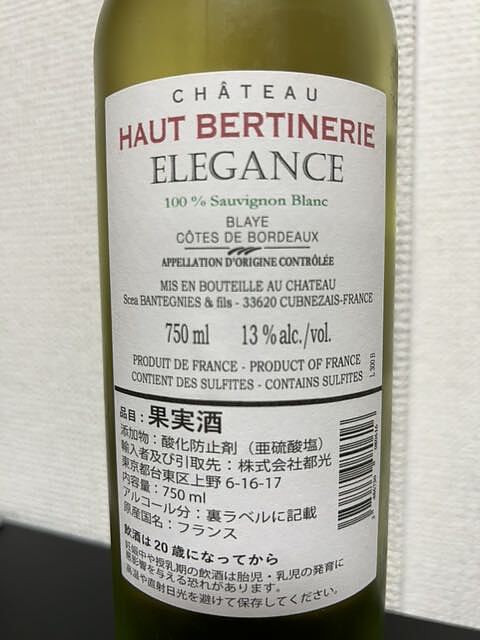 CHÂTEAU
HAUT BERTINERIE
ELEGANCE
100 % Sauvignon Blanc
BLAYE
CÔTES DE BORDEAUX
APPELLATION D'ORIGINE CONTRÔLÉE
MIS EN BOUTEILLE AU CHATEAU
Scea BANTEGNIES & fils - 33620 CUBNEZAIS-FRANCE
750 ml 13 % alc./vol.
PRODUIT DE FRANCE - PRODUCT OF FRANCE
CONTIENT DES SULFITES - CONTAINS SULFITES
L 300 B
品目：果実酒
添加物：酸化防止剤（亜硫酸塩）
輸入者及び引取先：株式会社都光
東京都台東区上野 6-16-17
内容量：750 ml
アルコール分：裏ラベルに記載
原産国名：フランス
飲酒は20歳になってから
妊娠中や授乳期の飲酒は胎児・乳児の発育に
悪影響を与える恐れがあります。
高温や直射日光を避けて保存してください。